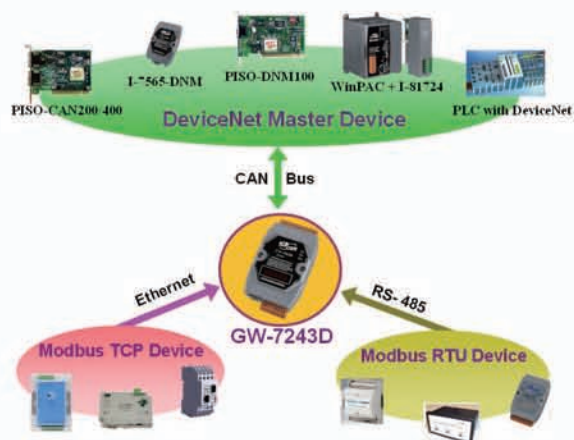 I-7565-DNM
PISO-DNM100
WinPAC + I-81724
PISO-CAN200/400
PLC with DeviceNet
DeviceNet Master Device
CAN Bus
Ethernet
RS-485
GW-7243D
Modbus TCP Device
Modbus RTU Device